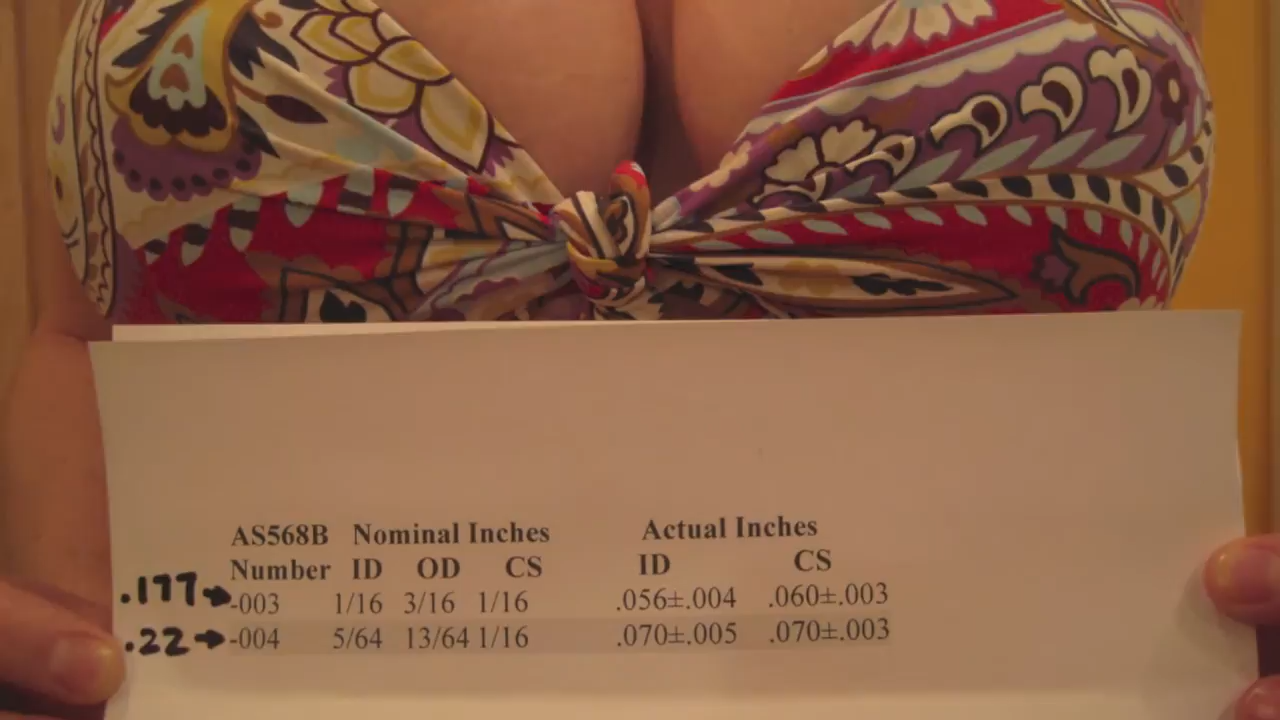 AS568B Nominal Inches Actual Inches
Number ID OD CS ID CS
.177→ -003 1/16 3/16 1/16 .056±.004 .060±.003
.22→ -004 5/64 13/64 1/16 .070±.005 .070±.003